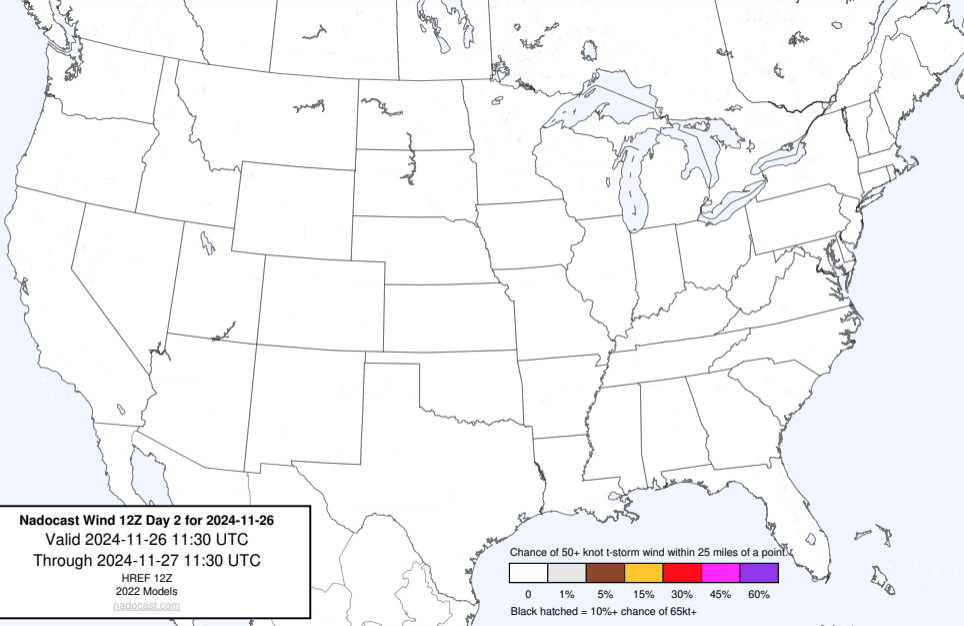 Nadocast Wind 12Z Day 2 for 2024-11-26
Valid 2024-11-26 11:30 UTC
Through 2024-11-27 11:30 UTC
HREF 12Z
2022 Models
nadocast.com
Chance of 50+ knot t-storm wind within 25 miles of a point.
0 1% 5% 15% 30% 45% 60%
Black hatched = 10%+ chance of 65kt+